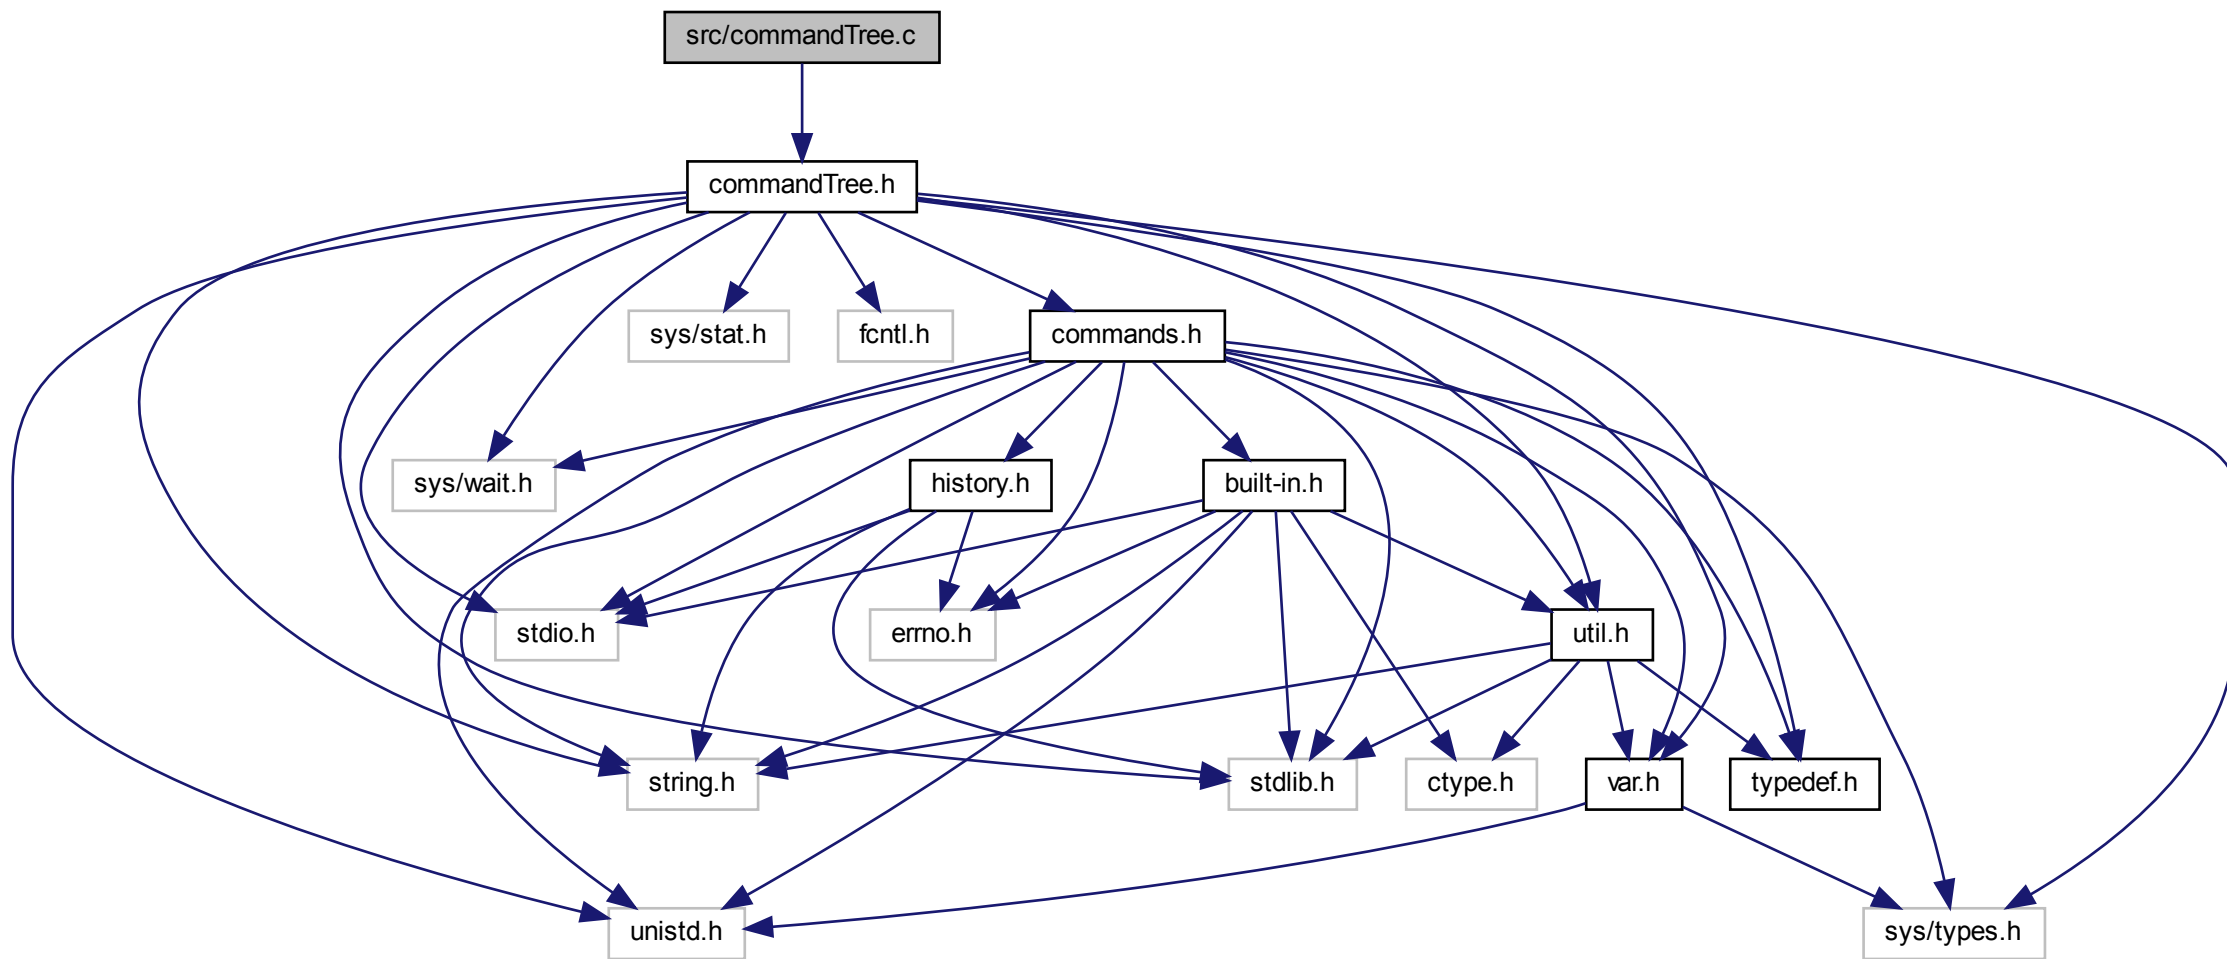 src/commandTree.c
commandTree.h
sys/stat.h
fcntl.h
commands.h
sys/wait.h
history.h
built-in.h
stdio.h
errno.h
util.h
string.h
stdlib.h
ctype.h
var.h
typedef.h
unistd.h
sys/types.h